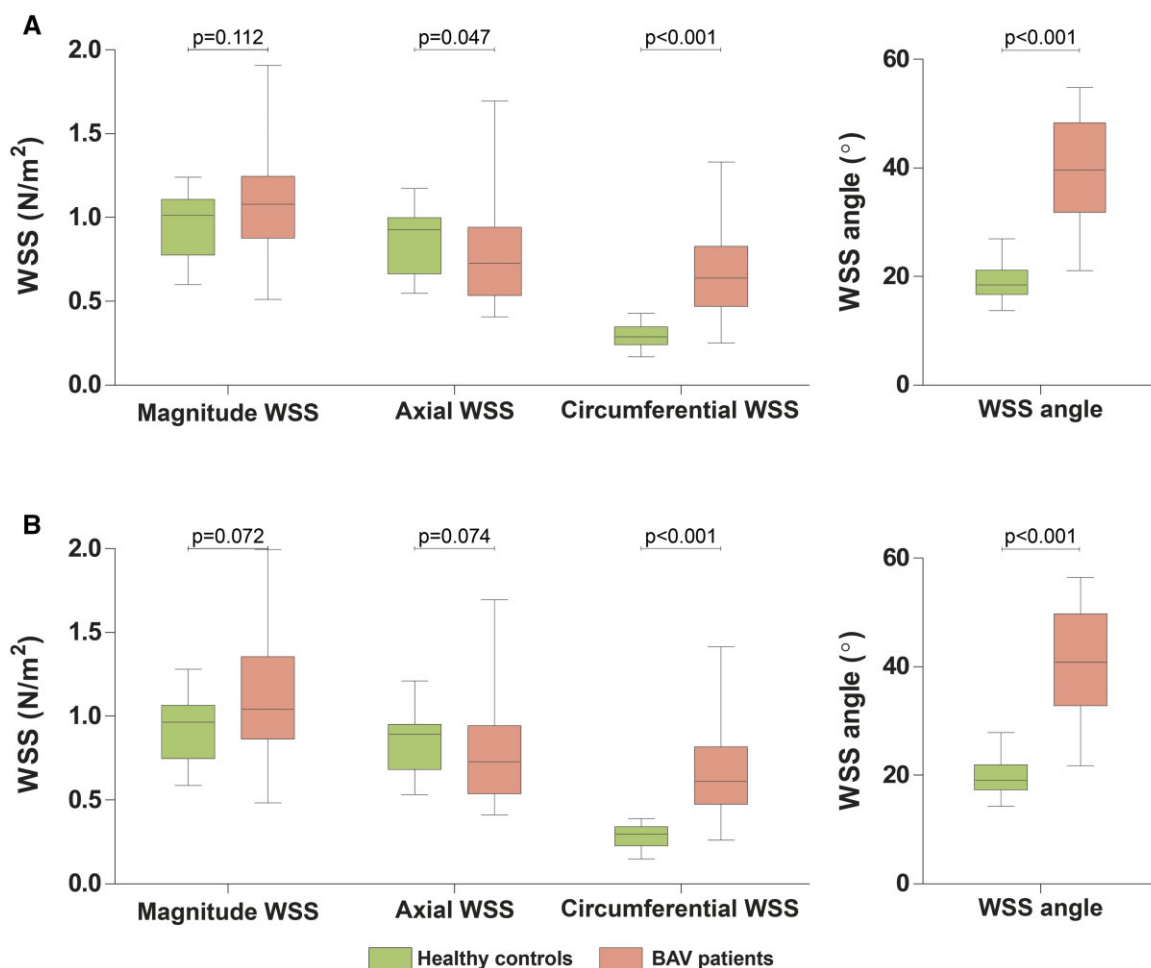 A
p=0.112 p=0.047 p<0.001 p<0.001
2.0
1.5
1.0
0.5
0.0
WSS (N/m²)
Magnitude WSS Axial WSS Circumferential WSS
60
40
20
0
WSS angle (°)
WSS angle
B
p=0.072 p=0.074 p<0.001 p<0.001
2.0
1.5
1.0
0.5
0.0
WSS (N/m²)
Magnitude WSS Axial WSS Circumferential WSS
60
40
20
0
WSS angle (°)
WSS angle
Healthy controls BAV patients